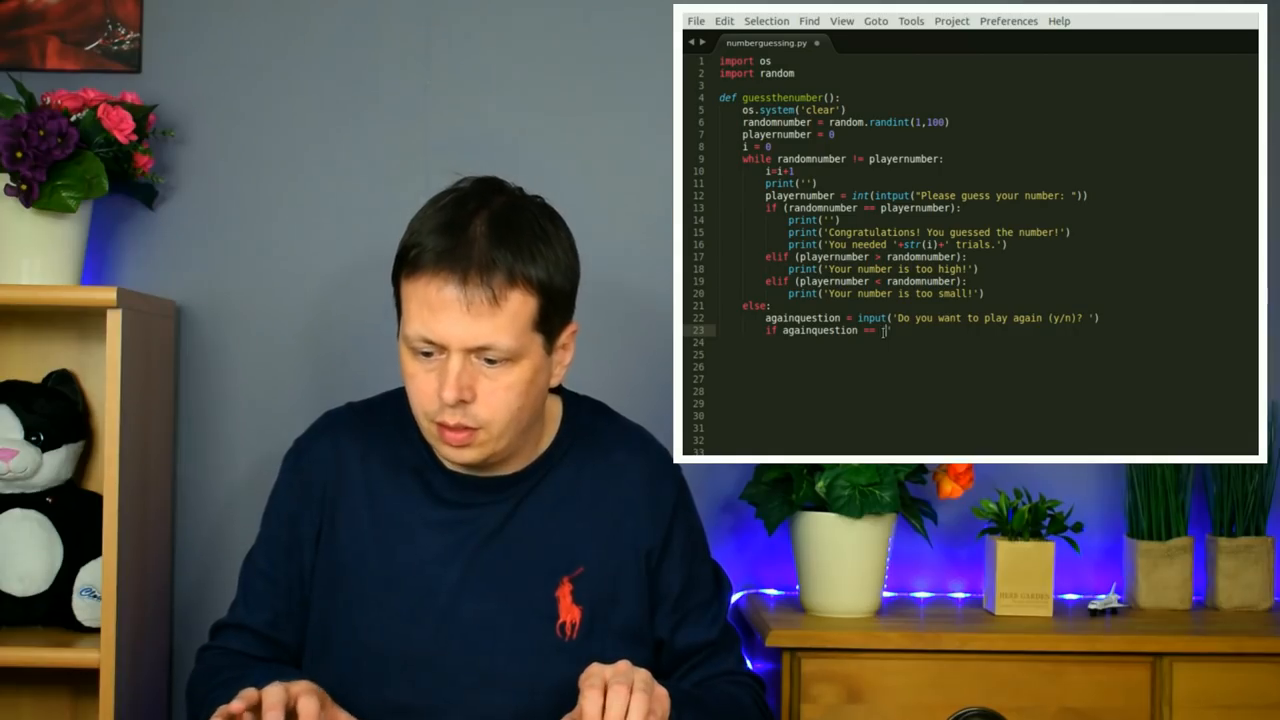 File Edit Selection Find View Goto Tools Project Preferences Help
numberguessing.py
1 import os
2 import random
3
4 def guessthenumber():
5 os.system('clear')
6 randomnumber = random.randint(1,100)
7 playernumber = 0
8 i = 0
9 while randomnumber != playernumber:
10 i=i+1
11 print('')
12 playernumber = int(intput("Please guess your number: "))
13 if (randomnumber == playernumber):
14 print('')
15 print('Congratulations! You guessed the number!')
16 print('You needed '+str(i)+' trials.')
17 elif (playernumber > randomnumber):
18 print('Your number is too high!')
19 elif (playernumber < randomnumber):
20 print('Your number is too small!')
21 else:
22 againquestion = input('Do you want to play again (y/n)? ')
23 if againquestion == ''
24
25
26
27
28
29
30
31
32
33
HERB GARDEN